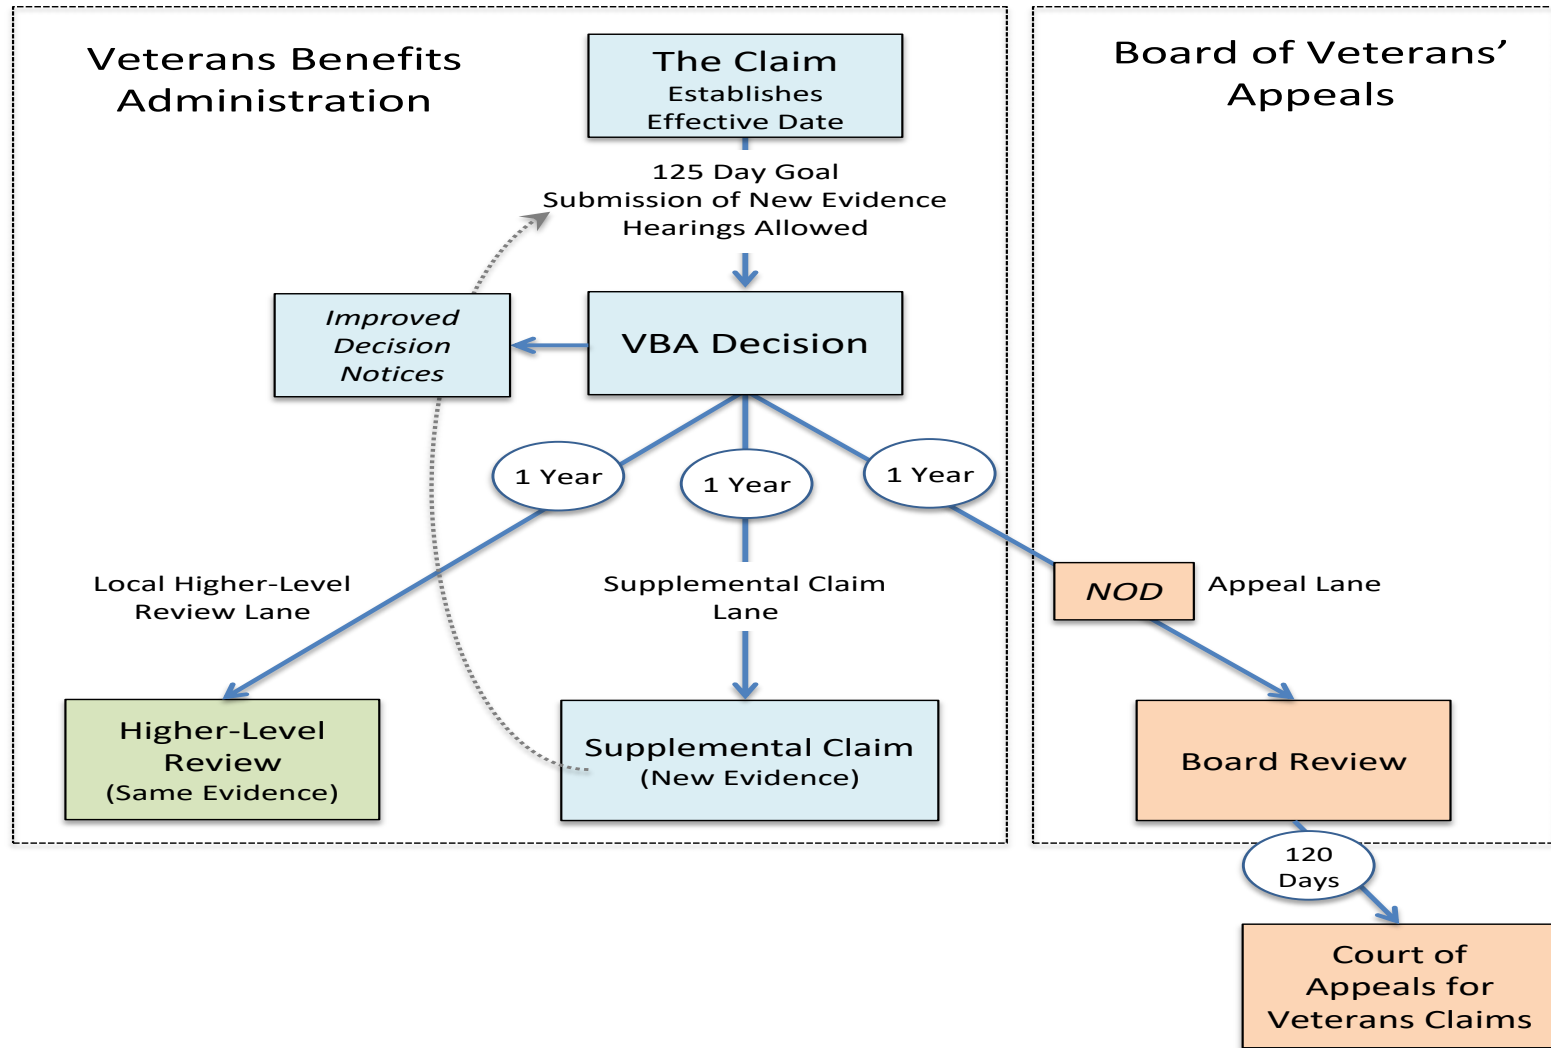 Veterans Benefits
Administration
The Claim
Establishes
Effective Date
Board of Veterans’
Appeals
125 Day Goal
Submission of New Evidence
Hearings Allowed
Improved
Decision
Notices
VBA Decision
1 Year
1 Year
1 Year
Local Higher-Level
Review Lane
Supplemental Claim
Lane
NOD
Appeal Lane
Higher-Level
Review
(Same Evidence)
Supplemental Claim
(New Evidence)
Board Review
120
Days
Court of
Appeals for
Veterans Claims